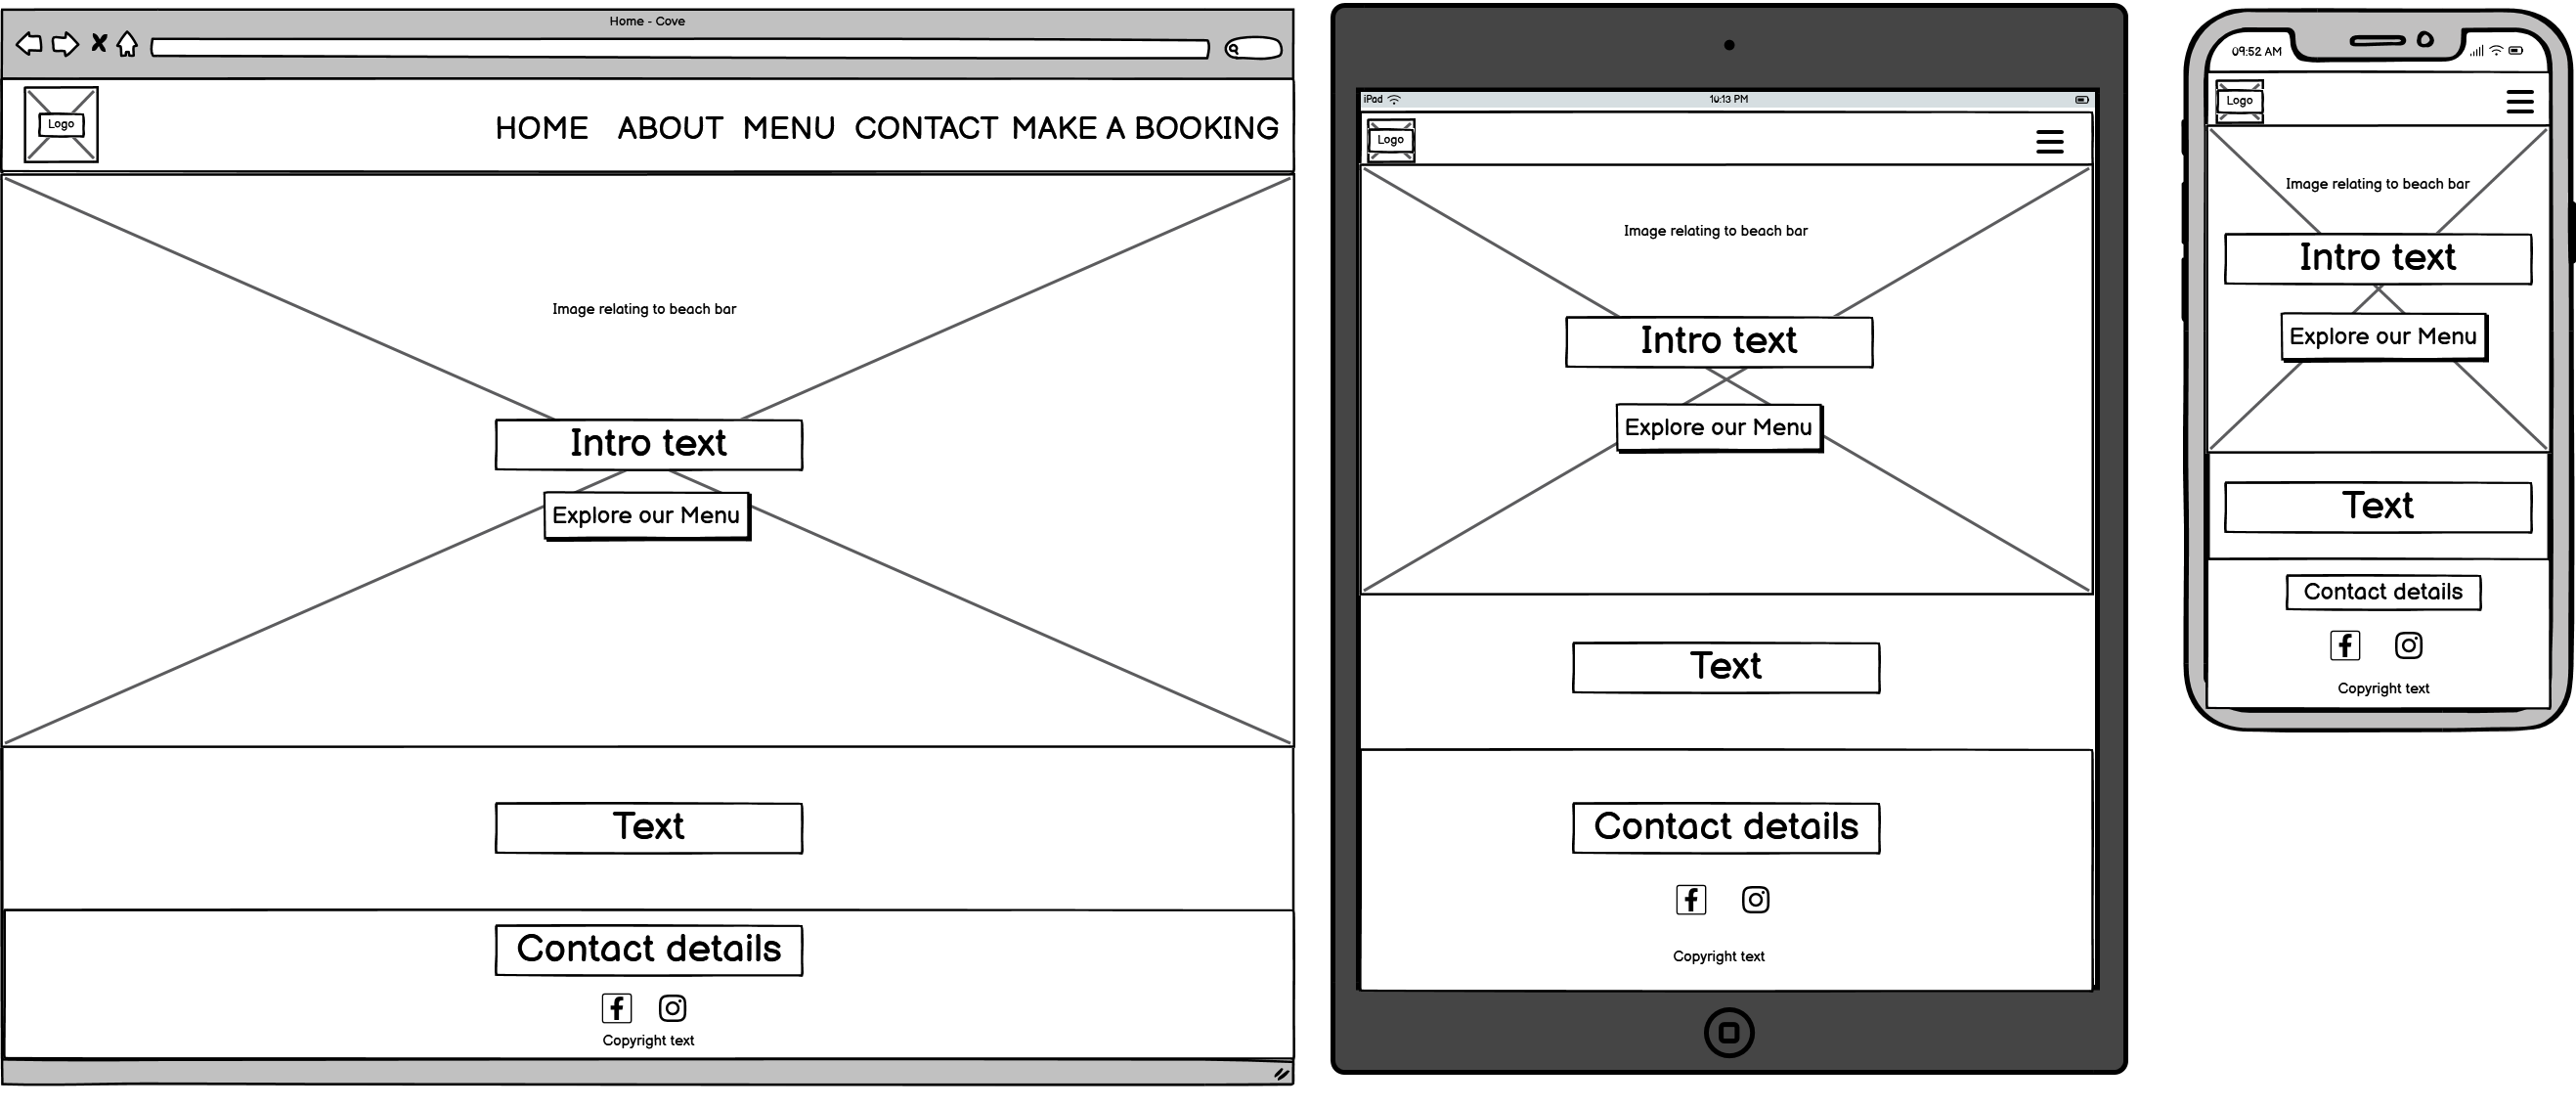 Home - Cove
Logo
HOME ABOUT MENU CONTACT MAKE A BOOKING
Image relating to beach bar
Intro text
Explore our Menu
Text
Contact details
Copyright text
iPad
10:13 PM
Logo
Image relating to beach bar
Intro text
Explore our Menu
Text
Contact details
Copyright text
09:52 AM
Logo
Image relating to beach bar
Intro text
Explore our Menu
Text
Contact details
Copyright text